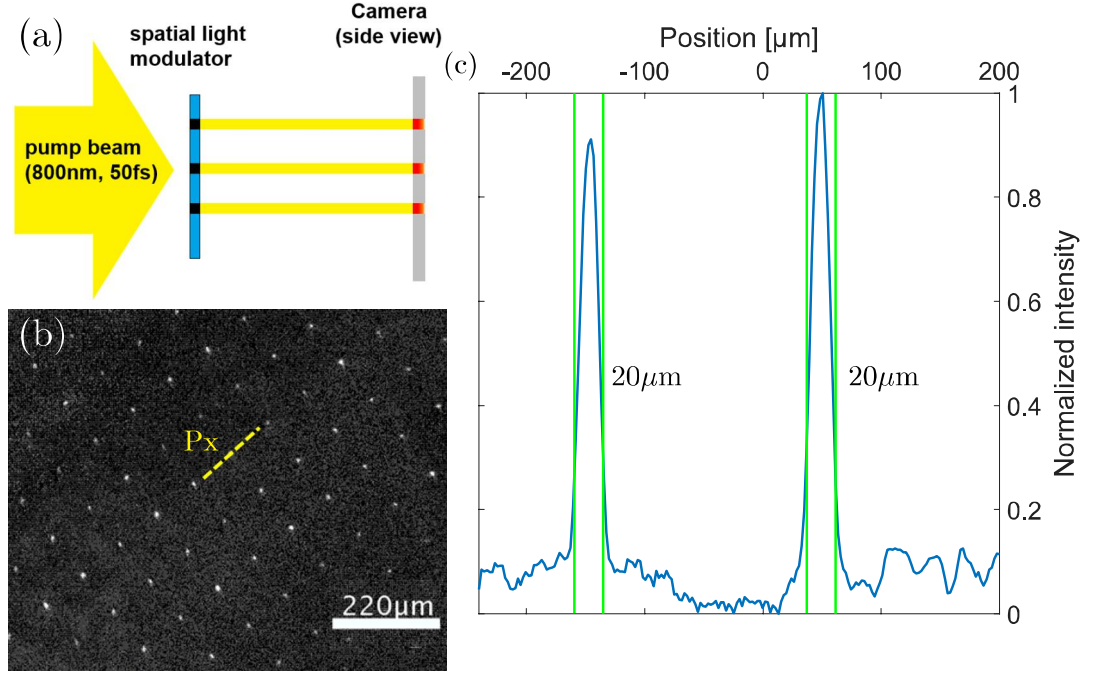 (a)
spatial light
modulator
Camera
(side view)
pump beam
(800nm, 50fs)
(b)
Px
220µm
(c)
Position [µm]
-200 -100 0 100 200
20µm 20µm
1
0.8
0.6
0.4
0.2
0
Normalized intensity